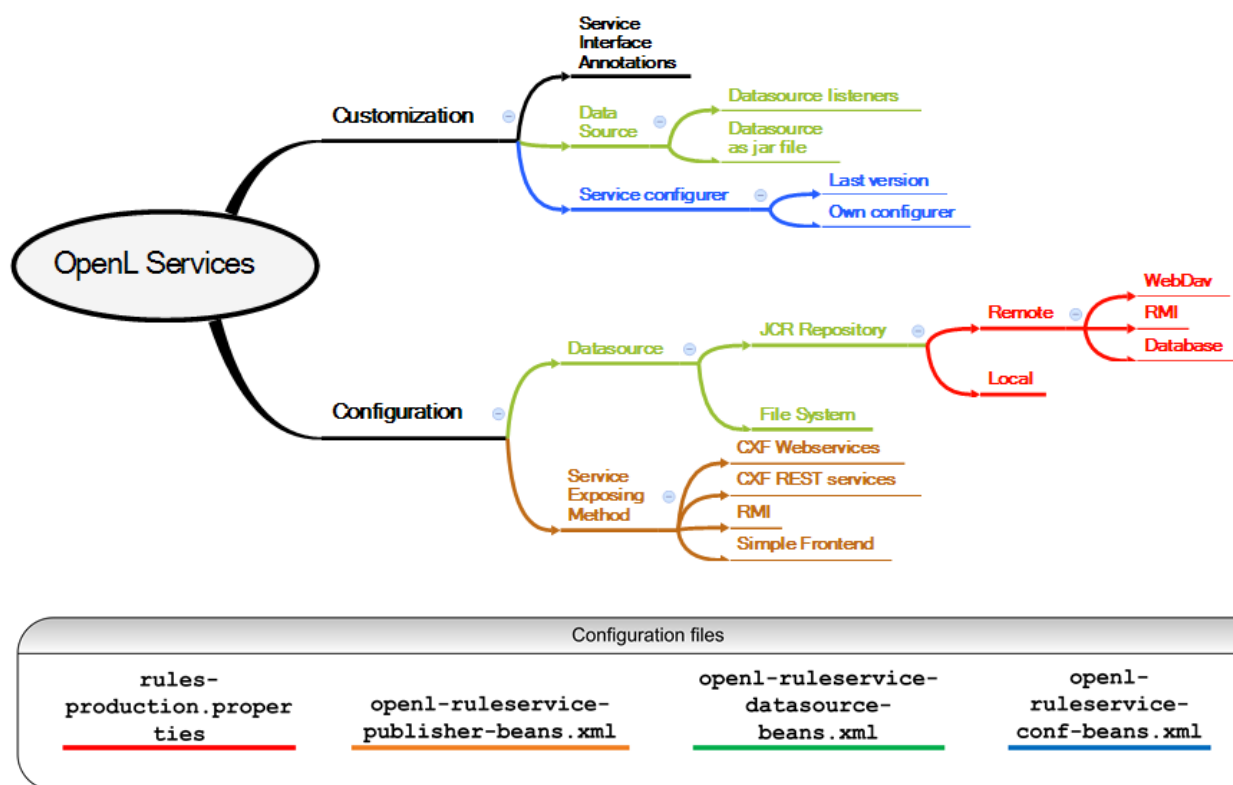 Service
Interface
Annotations
Customization
Data
Source
Datasource listeners
Datasource
as jar file
Service configurer
Last version
Own configurer
OpenL Services
Configuration
Datasource
JCR Repository
Remote
WebDav
RMI
Database
Local
File System
Service
Exposing
Method
CXF Webservices
CXF REST services
RMI
Simple Frontend
Configuration files
rules-
production.proper
ties
openl-ruleservice-
publisher-beans.xml
openl-ruleservice-
datasource-
beans.xml
openl-
ruleservice-
conf-beans.xml